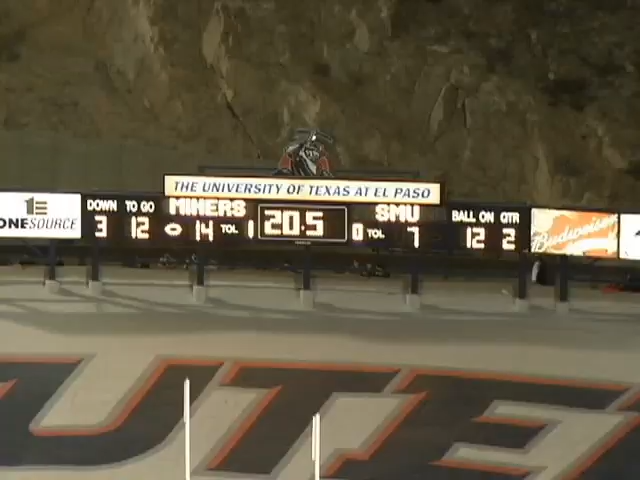 THE UNIVERSITY OF TEXAS AT EL PASO
ONESOURCE
DOWN TO GO MINERS SMU BALL ON QTR
3 12 14 TOL 1 20.5 0 TOL 7 12 2
Budweiser
UTE